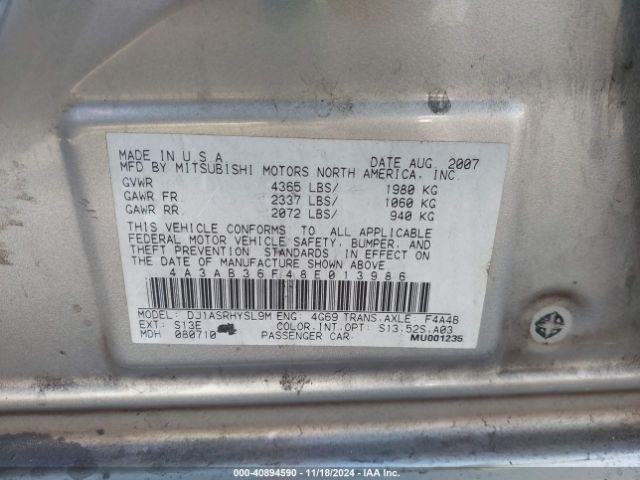 MADE IN U.S.A. DATE AUG. 2007
MFD BY MITSUBISHI MOTORS NORTH AMERICA, INC.
GVWR 4365 LBS/ 1980 KG
GAWR FR. 2337 LBS/ 1060 KG
GAWR RR. 2072 LBS/ 940 KG
THIS VEHICLE CONFORMS TO ALL APPLICABLE
FEDERAL MOTOR VEHICLE SAFETY, BUMPER, AND
THEFT PREVENTION STANDARDS IN EFFECT ON
THE DATE OF MANUFACTURE SHOWN ABOVE
4A3AB36F48E013986
MODEL: DJ1ASRHYSL9M ENG: 4G69 TRANS.AXLE: F4A4B
EXT: S13E COLOR.INT.OPT: S13.52S.A03
MDH 080710 PASSENGER CAR MU001235
000-40894590 - 11/18/2024 - IAA Inc.